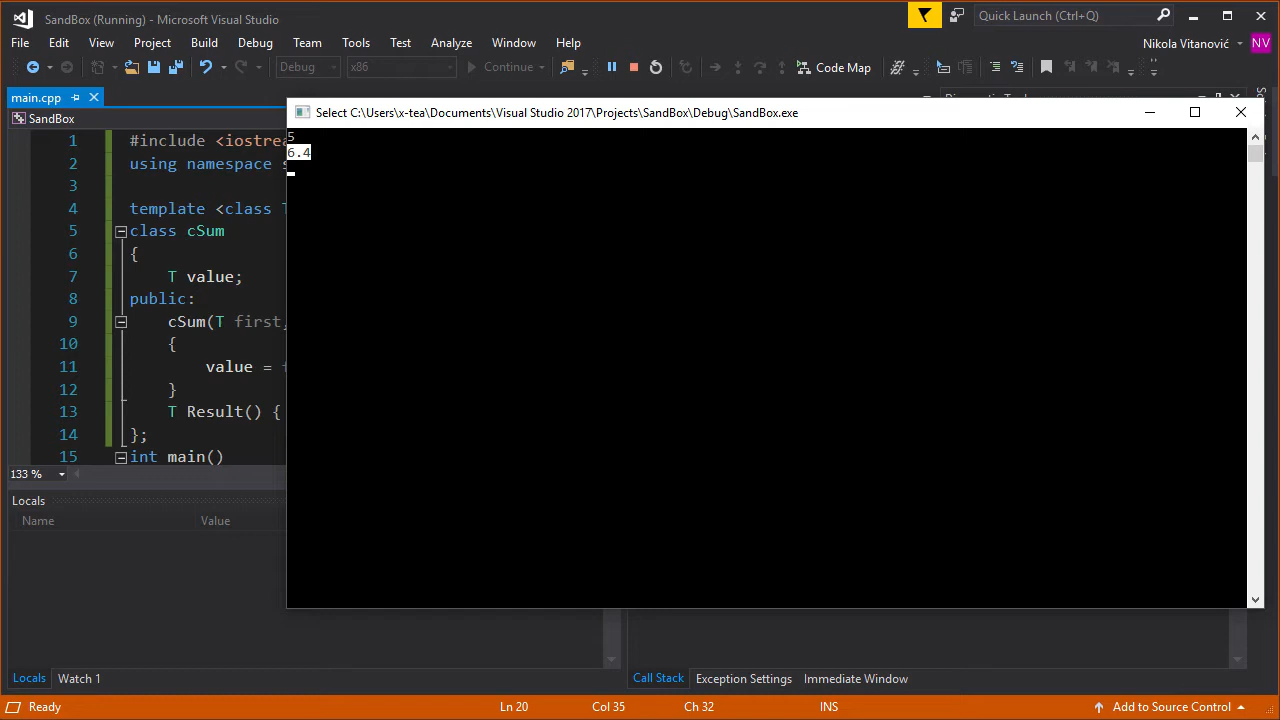 SandBox (Running) - Microsoft Visual Studio
Quick Launch (Ctrl+Q)
File Edit View Project Build Debug Team Tools Test Analyze Window Help
Nikola Vitanović NV
Debug x86 Continue Code Map
main.cpp
Select C:\Users\x-tea\Documents\Visual Studio 2017\Projects\SandBox\Debug\SandBox.exe
SandBox
5
6.4
1 #include <iostrea
2 using namespace s
3
4 template <class T
5 class cSum
6 {
7 T value;
8 public:
9 cSum(T first,
10 {
11 value =
12 }
13 T Result() {
14 };
15 int main()
133 %
Locals
Name Value
Locals Watch 1
Call Stack Exception Settings Immediate Window
Ready Ln 20 Col 35 Ch 32 INS Add to Source Control